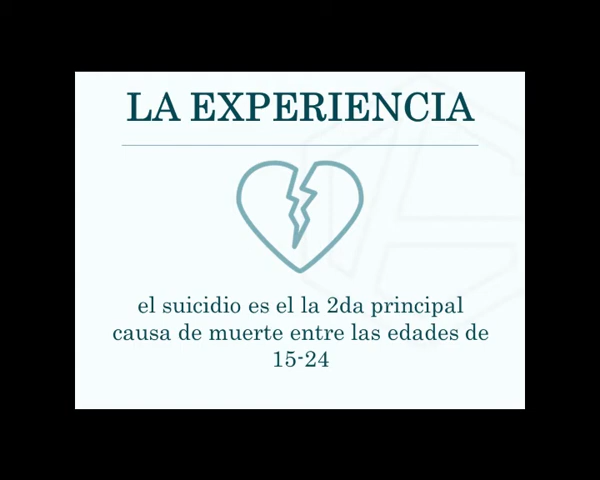 LA EXPERIENCIA
el suicidio es el la 2da principal
causa de muerte entre las edades de
15-24